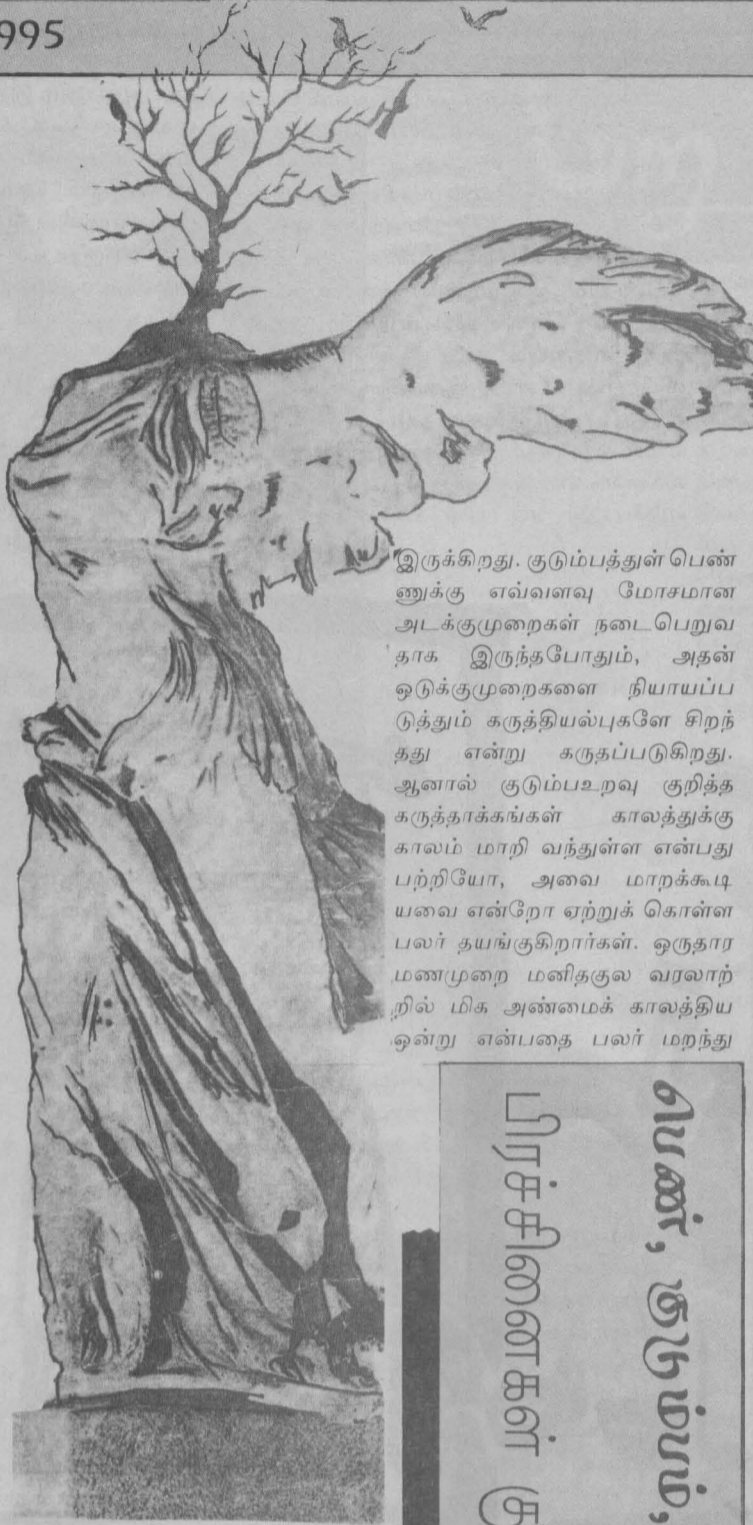 995
இருக்கிறது. குடும்பத்துள் பெண்
ணுக்கு எவ்வளவு மோசமான
அடக்குமுறைகள் நடைபெறுவ
தாக இருந்தபோதும், அதன்
ஒடுக்குமுறைகளை நியாயப்ப
டுத்தும் கருத்தியல்புகளே சிறந்
தது என்று கருதப்படுகிறது.
ஆனால் குடும்பஉறவு குறித்த
கருத்தாக்கங்கள் காலத்துக்கு
காலம் மாறி வந்துள்ள என்பது
பற்றியோ, அவை மாறக்கூடி
யவை என்றோ ஏற்றுக் கொள்ள
பலர் தயங்குகிறார்கள். ஒருதார
மணமுறை மனிதகுல வரலாற்
றில் மிக அண்மைக் காலத்திய
ஒன்று என்பதை பலர் மறந்து
பெண், குடும்பம்,
பிரச்சினைகள் கு